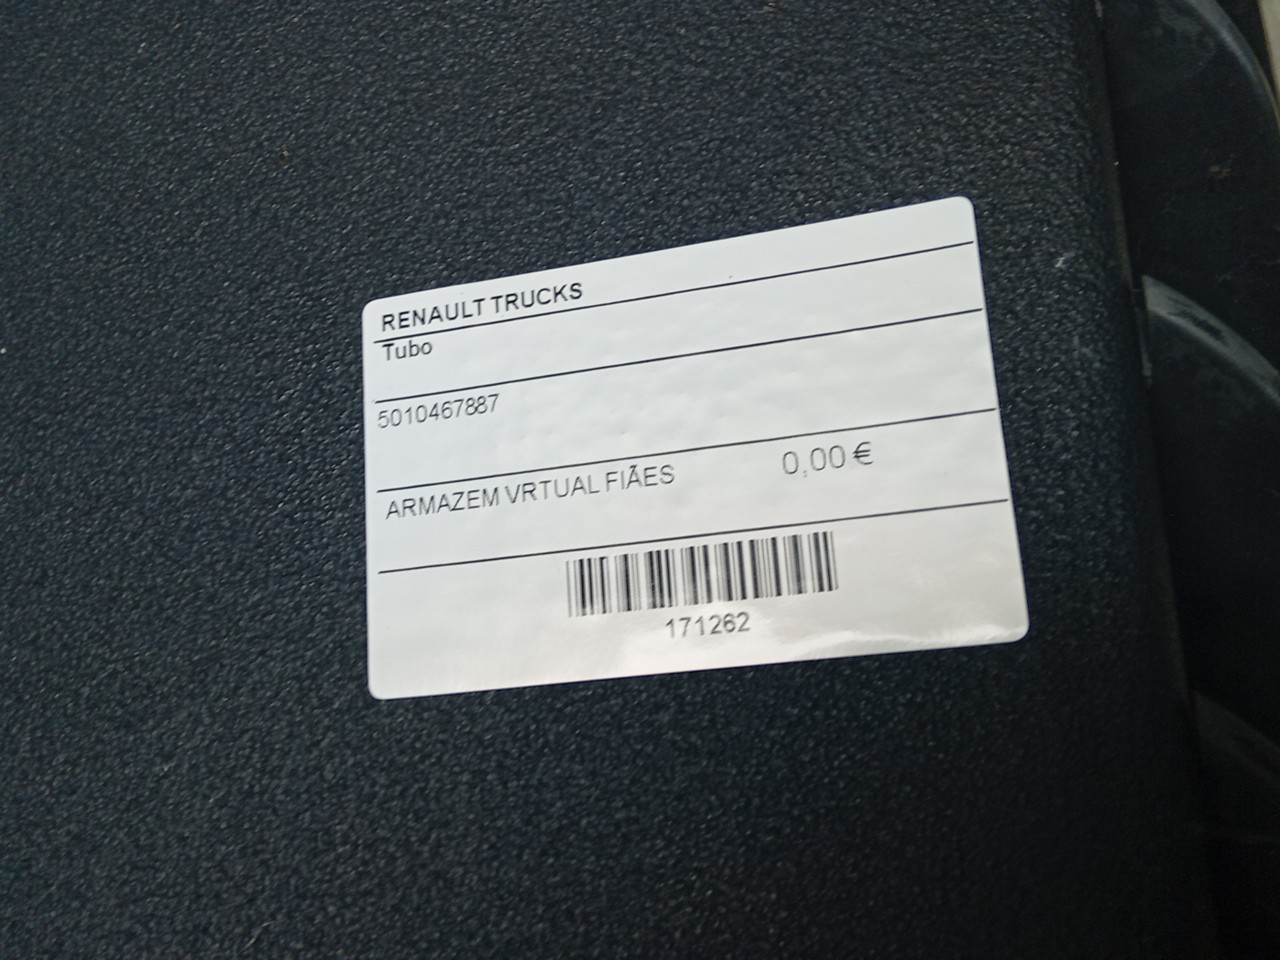 RENAULT TRUCKS
Tubo
5010467887
ARMAZEM VRTUAL FIÃES 0,00 €
171262